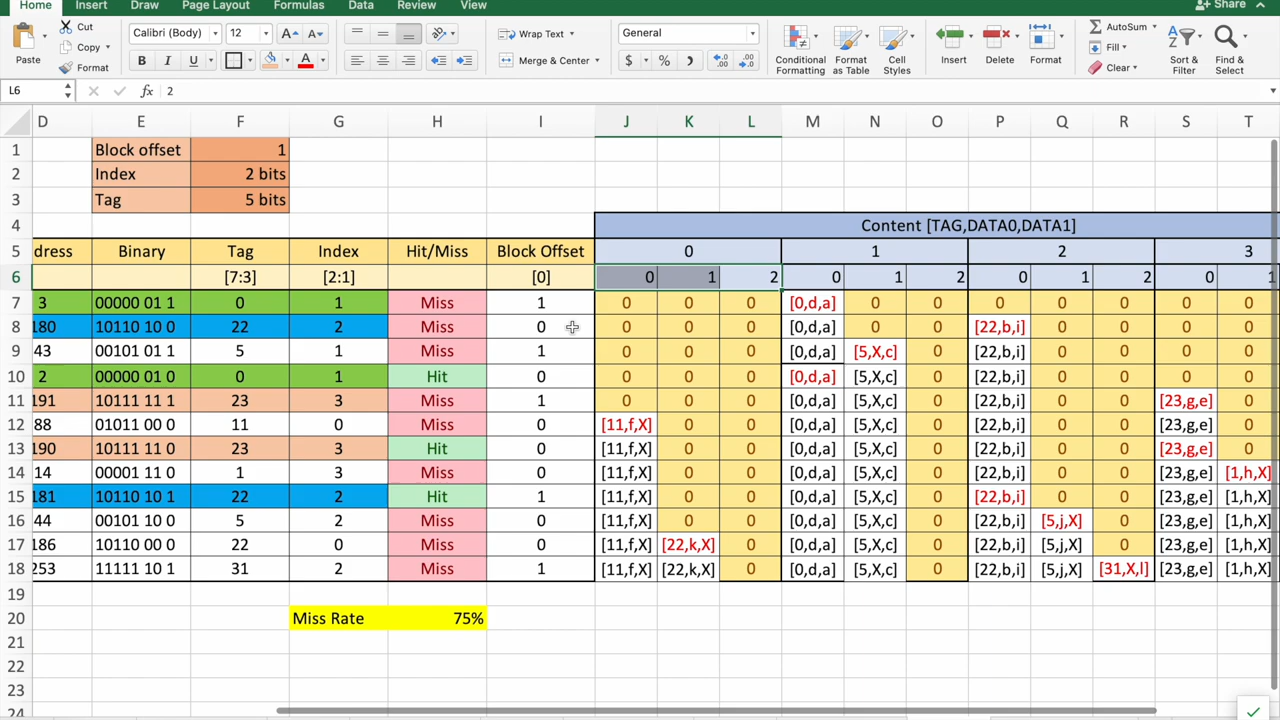 Home Insert Draw Page Layout Formulas Data Review View Share
Paste Cut Copy Format
Calibri (Body) 12 A A
B I U A
Wrap Text
Merge & Center
General
$ % .0 .00
Conditional Formatting
Format as Table
Cell Styles
Insert Delete Format
AutoSum
Fill
Clear
Sort & Filter
Find & Select
L6 fx 2
D E F G H I J K L M N O P Q R S T
1 Block offset 1
2 Index 2 bits
3 Tag 5 bits
4 Content [TAG,DATA0,DATA1]
5 dress Binary Tag Index Hit/Miss Block Offset 0 1 2 3
6 [7:3] [2:1] [0] 0 1 2 0 1 2 0 1 2 0 1
7 3 00000 01 1 0 1 Miss 1 0 0 0 [0,d,a] 0 0 0 0 0 0 0
8 180 10110 10 0 22 2 Miss 0 0 0 0 [0,d,a] 0 0 [22,b,i] 0 0 0 0
9 43 00101 01 1 5 1 Miss 1 0 0 0 [0,d,a] [5,X,c] 0 [22,b,i] 0 0 0 0
10 2 00000 01 0 0 1 Hit 0 0 0 0 [0,d,a] [5,X,c] 0 [22,b,i] 0 0 0 0
11 191 10111 11 1 23 3 Miss 1 0 0 0 [0,d,a] [5,X,c] 0 [22,b,i] 0 0 [23,g,e] 0
12 88 01011 00 0 11 0 Miss 0 [11,f,X] 0 0 [0,d,a] [5,X,c] 0 [22,b,i] 0 0 [23,g,e] 0
13 190 10111 11 0 23 3 Hit 0 [11,f,X] 0 0 [0,d,a] [5,X,c] 0 [22,b,i] 0 0 [23,g,e] 0
14 14 00001 11 0 1 3 Miss 0 [11,f,X] 0 0 [0,d,a] [5,X,c] 0 [22,b,i] 0 0 [23,g,e] [1,h,X]
15 181 10110 10 1 22 2 Hit 1 [11,f,X] 0 0 [0,d,a] [5,X,c] 0 [22,b,i] 0 0 [23,g,e] [1,h,X]
16 44 00101 10 0 5 2 Miss 0 [11,f,X] 0 0 [0,d,a] [5,X,c] 0 [22,b,i] [5,j,X] 0 [23,g,e] [1,h,X]
17 186 10110 00 0 22 0 Miss 0 [11,f,X] [22,k,X] 0 [0,d,a] [5,X,c] 0 [22,b,i] [5,j,X] 0 [23,g,e] [1,h,X]
18 253 11111 10 1 31 2 Miss 1 [11,f,X] [22,k,X] 0 [0,d,a] [5,X,c] 0 [22,b,i] [5,j,X] [31,X,l] [23,g,e] [1,h,X]
19
20 Miss Rate 75%
21
22
23
24